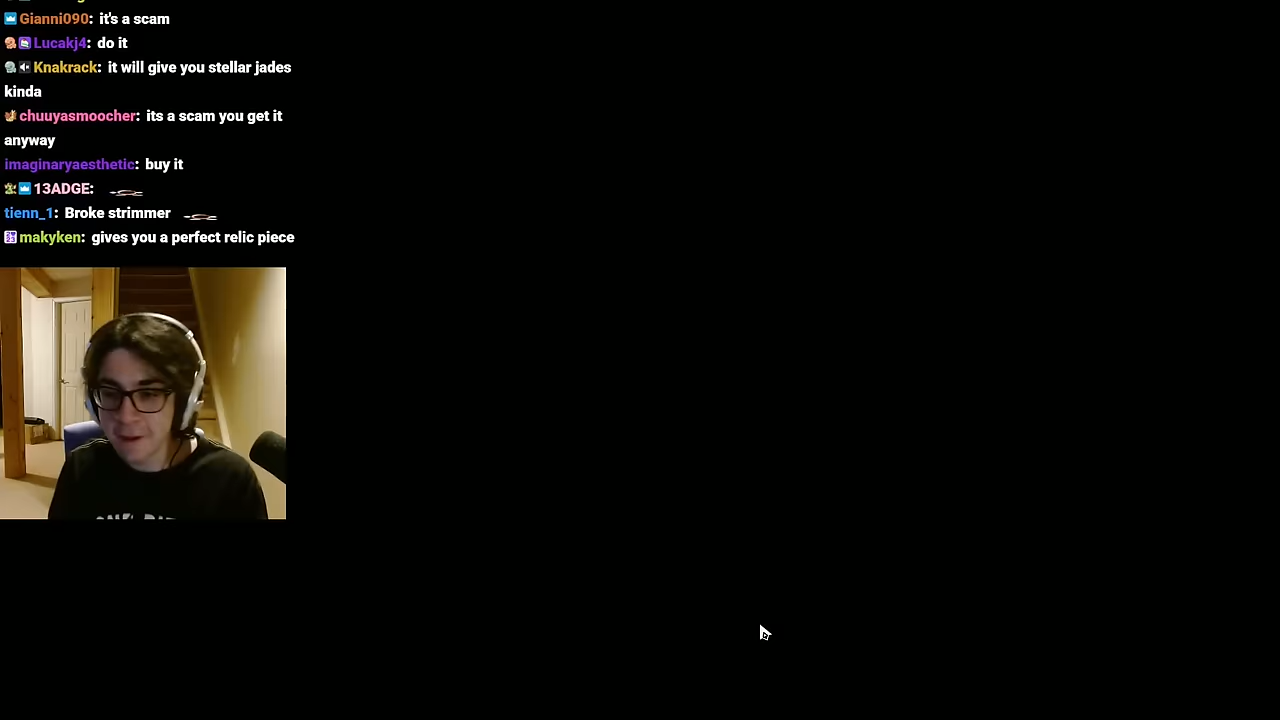 Gianni090: it's a scam
Lucakj4: do it
Knakrack: it will give you stellar jades
kinda
chuuyasmoocher: its a scam you get it
anyway
imaginaryaesthetic: buy it
13ADGE:
tienn_1: Broke strimmer
makyken: gives you a perfect relic piece